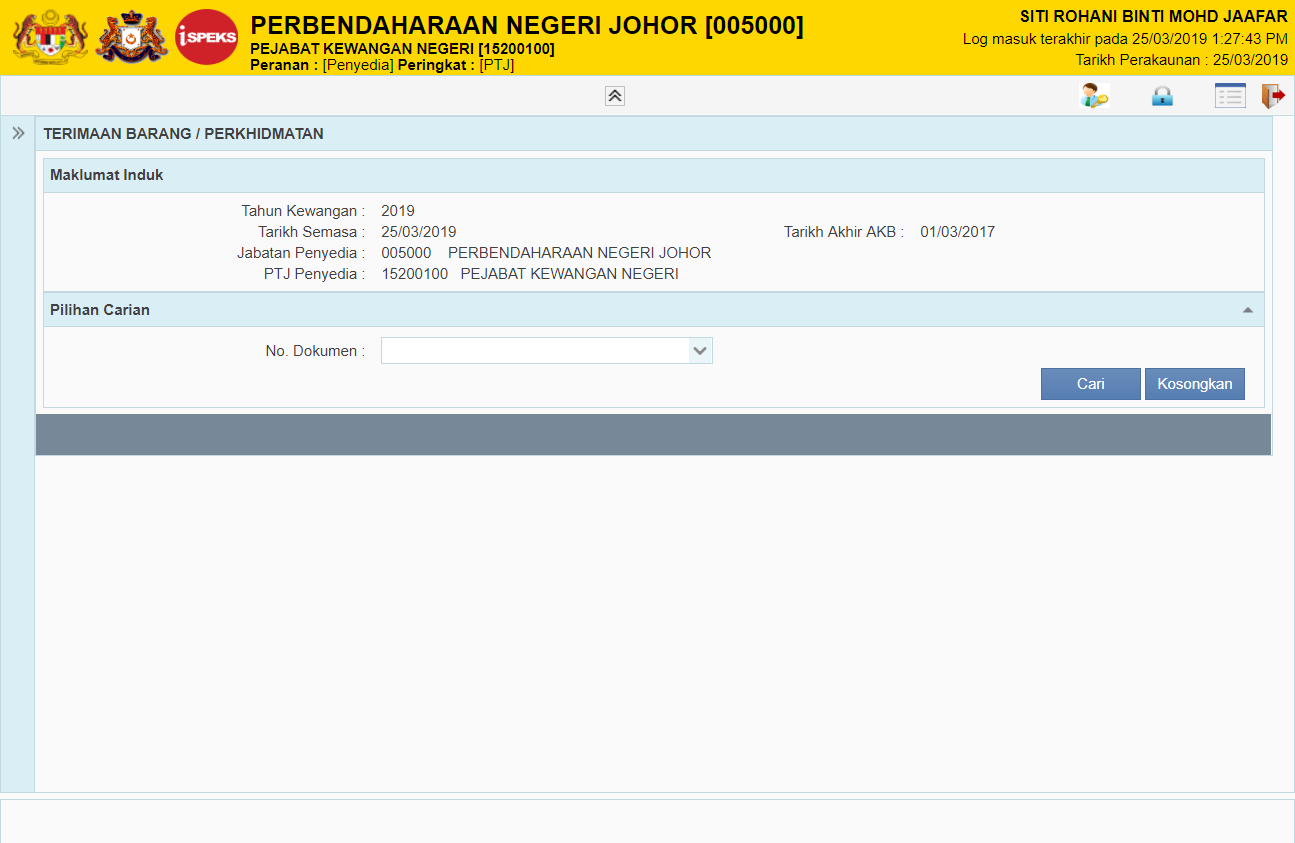 iSPEKS
PERBENDAHARAAN NEGERI JOHOR [005000]
PEJABAT KEWANGAN NEGERI [15200100]
Peranan : [Penyedia] Peringkat : [PTJ]
SITI ROHANI BINTI MOHD JAAFAR
Log masuk terakhir pada 25/03/2019 1:27:43 PM
Tarikh Perakaunan : 25/03/2019
TERIMAAN BARANG / PERKHIDMATAN
Maklumat Induk
Tahun Kewangan : 2019
Tarikh Semasa : 25/03/2019 Tarikh Akhir AKB : 01/03/2017
Jabatan Penyedia : 005000 PERBENDAHARAAN NEGERI JOHOR
PTJ Penyedia : 15200100 PEJABAT KEWANGAN NEGERI
Pilihan Carian
No. Dokumen :
Cari Kosongkan